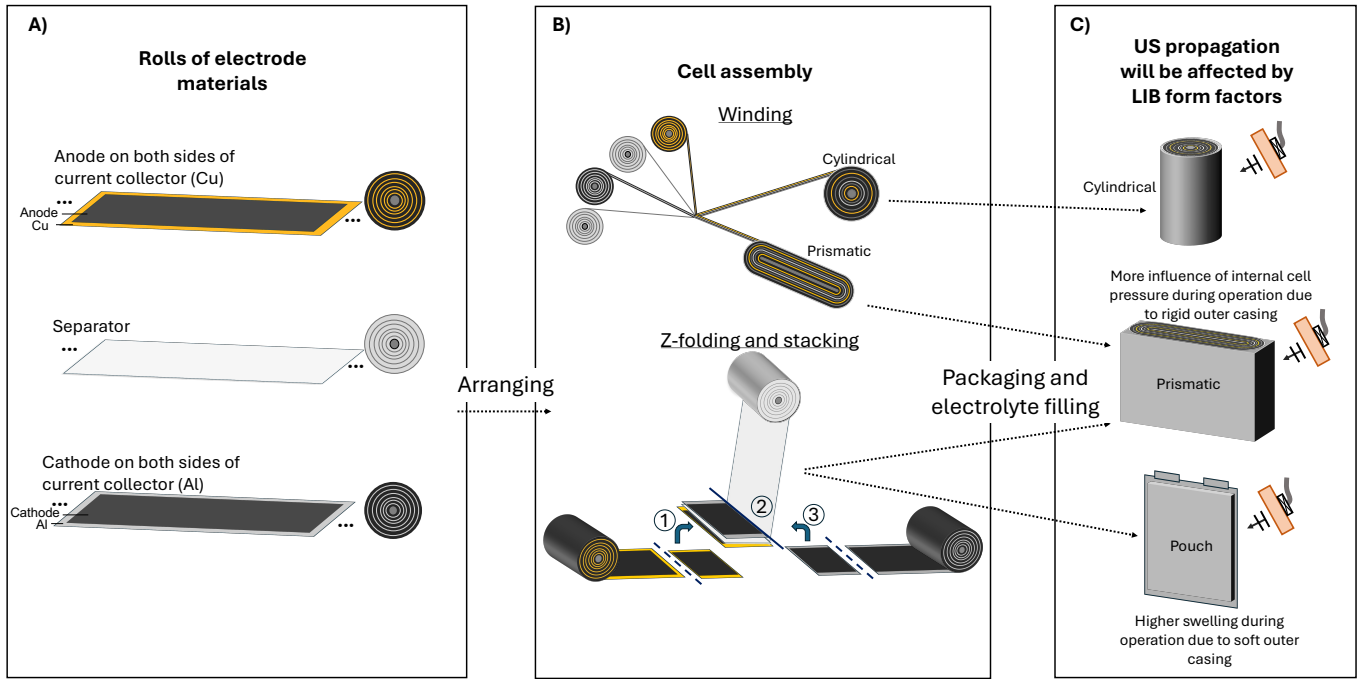 A)
Rolls of electrode
materials
Anode on both sides of
current collector (Cu)
...
Anode
Cu
...
Separator
...
...
Cathode on both sides of
current collector (Al)
...
Cathode
Al
...
Arranging
B)
Cell assembly
Winding
Cylindrical
Prismatic
Z-folding and stacking
1
2
3
Packaging and
electrolyte filling
C)
US propagation
will be affected by
LIB form factors
Cylindrical
More influence of internal cell
pressure during operation due
to rigid outer casing
Prismatic
Pouch
Higher swelling during
operation due to soft outer
casing